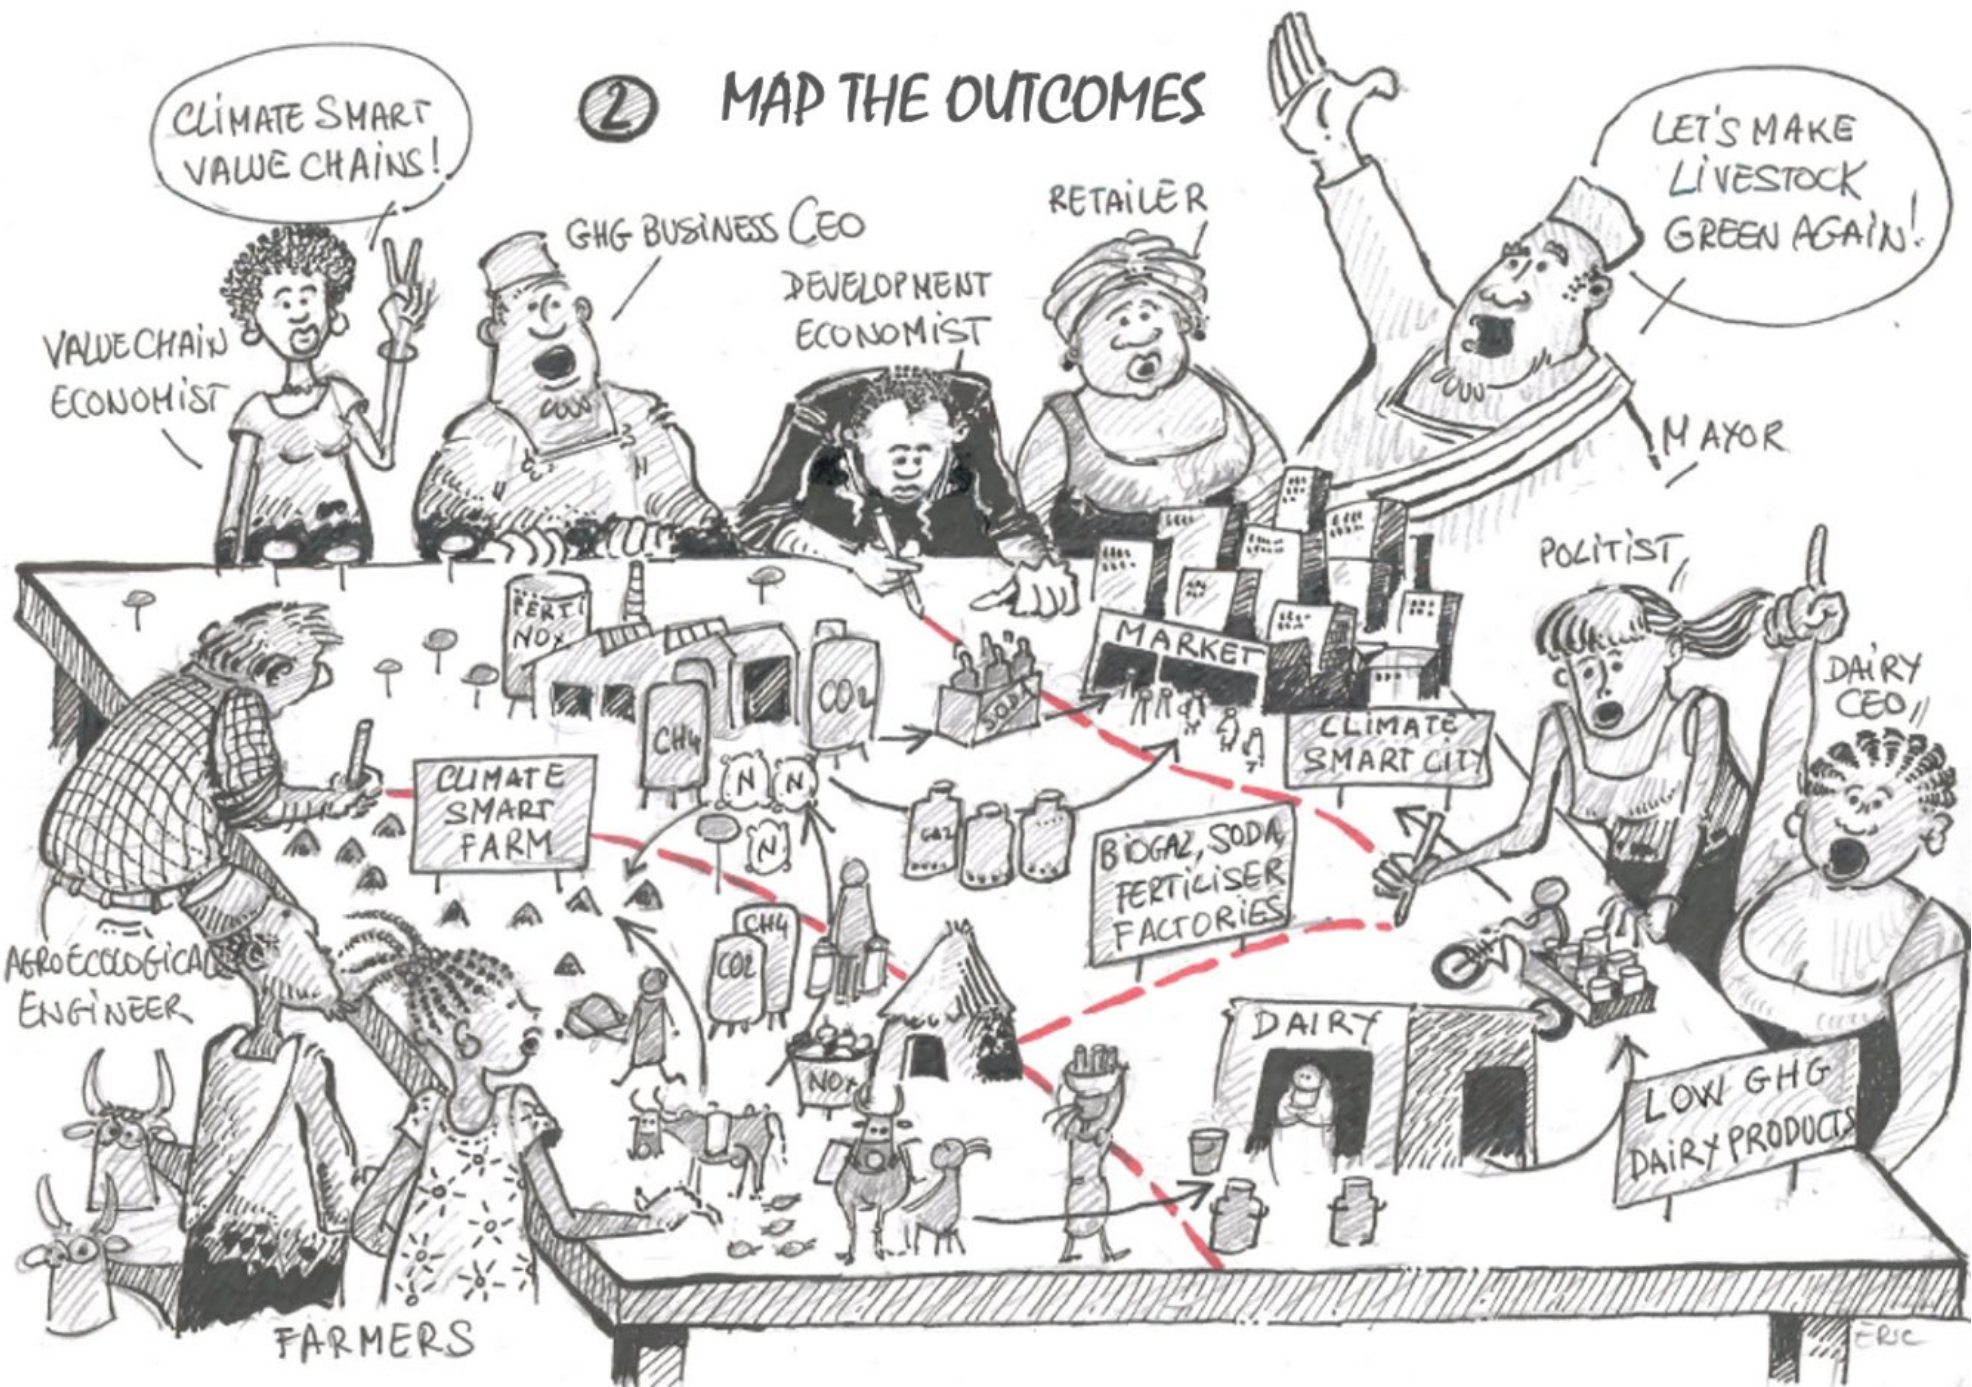 2 MAP THE OUTCOMES
CLIMATE SMART
VALUE CHAINS!
LET'S MAKE
LIVESTOCK
GREEN AGAIN!
VALUE CHAIN
ECONOMIST
GHG BUSINESS CEO
DEVELOPMENT
ECONOMIST
RETAILER
MAYOR
POLITIST
DAIRY
CEO
FERTI
NOx
CH4
CO2
SODA
MARKET
CLIMATE
SMART CITY
CLIMATE
SMART
FARM
N N
N
GAZ
BIOGAZ, SODA,
FERTILISER
FACTORIES
AGROECOLOGICAL
ENGINEER
CH4
CO2
NOx
DAIRY
LOW GHG
DAIRY PRODUCTS
FARMERS
ERIC